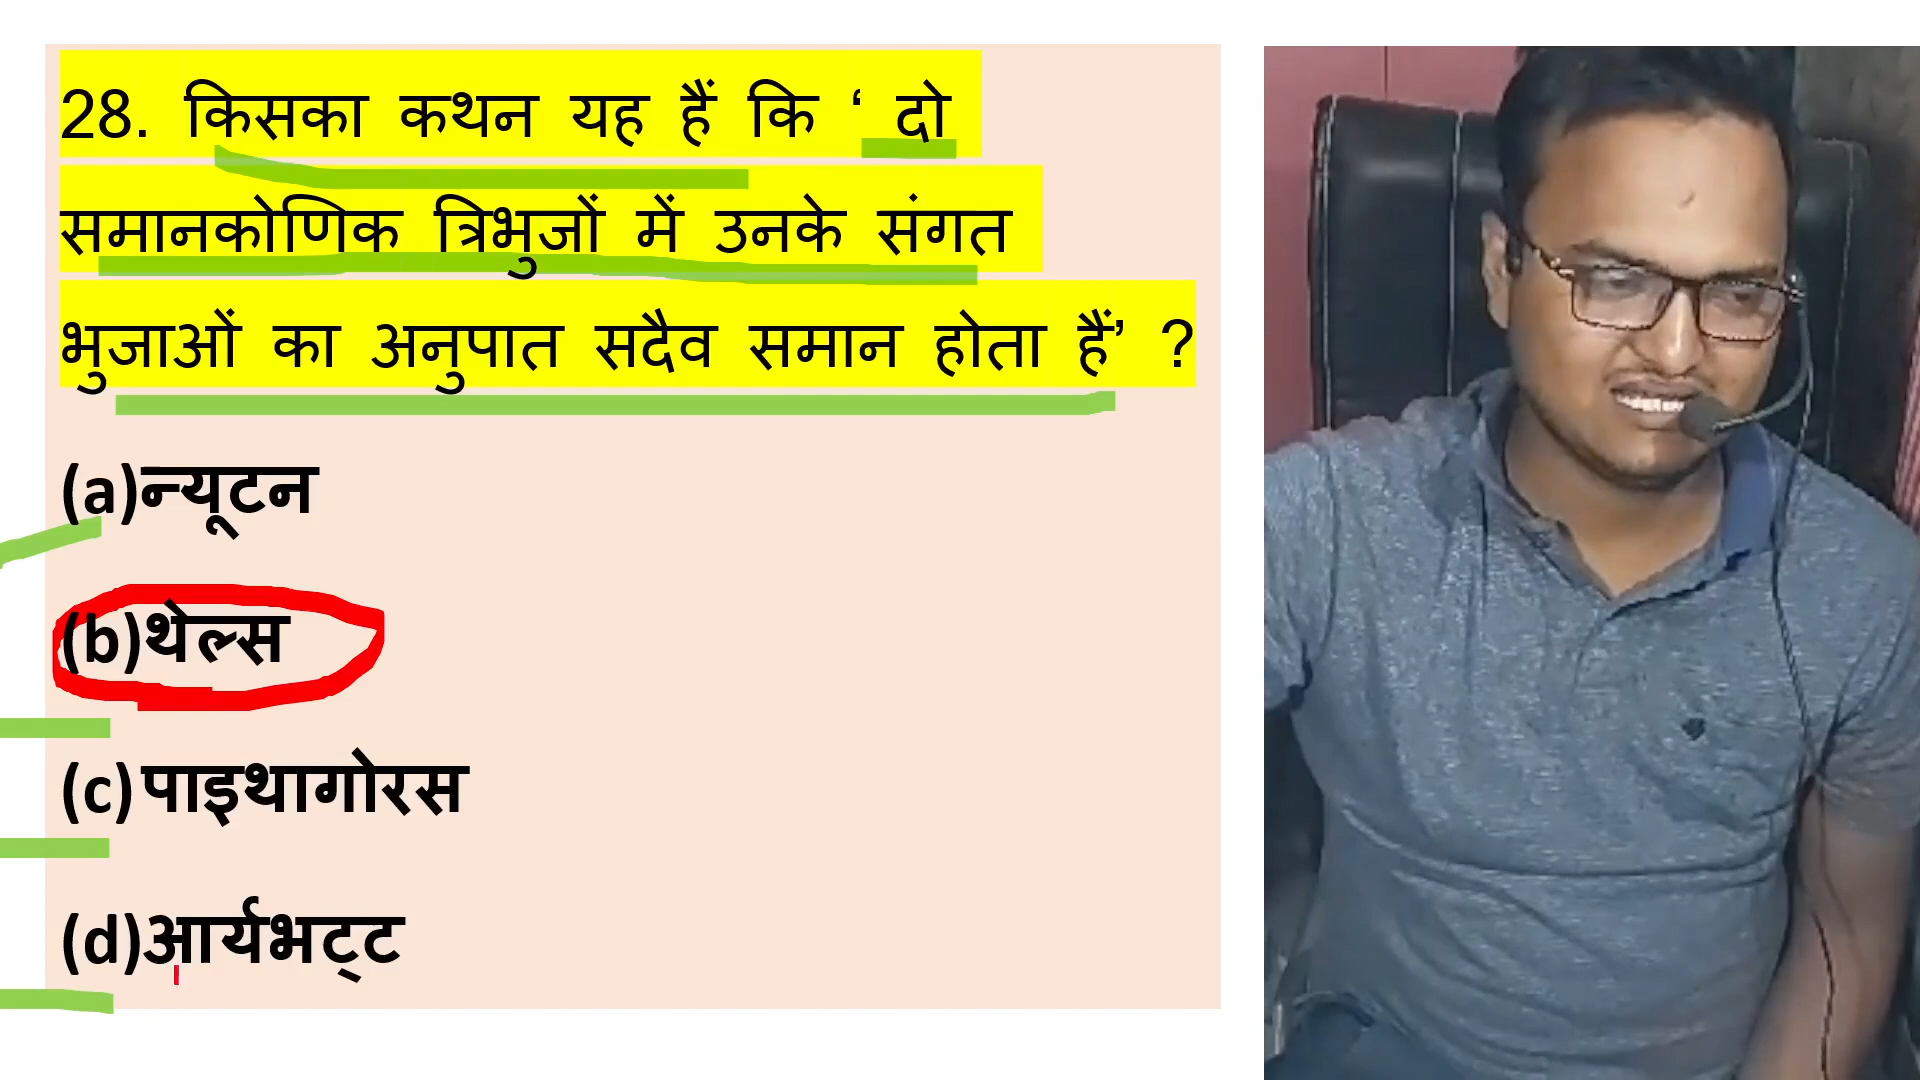 28. किसका कथन यह हैं कि ‘ दो
समानकोणिक त्रिभुजों में उनके संगत
भुजाओं का अनुपात सदैव समान होता हैं’ ?
(a)न्यूटन
(b)थेल्स
(c)पाइथागोरस
(d)आर्यभट्ट